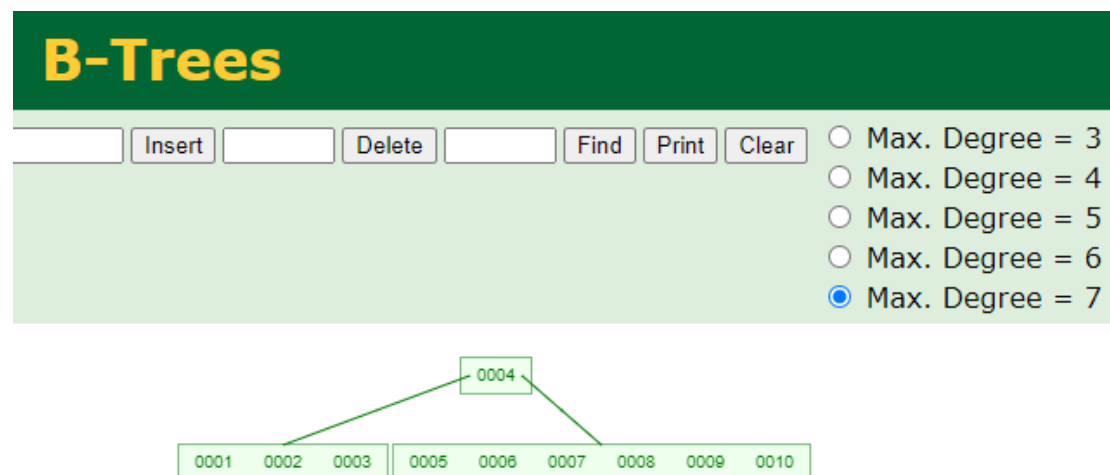 B-Trees
Insert Delete Find Print Clear
Max. Degree = 3
Max. Degree = 4
Max. Degree = 5
Max. Degree = 6
Max. Degree = 7
0004
0001 0002 0003 0005 0006 0007 0008 0009 0010